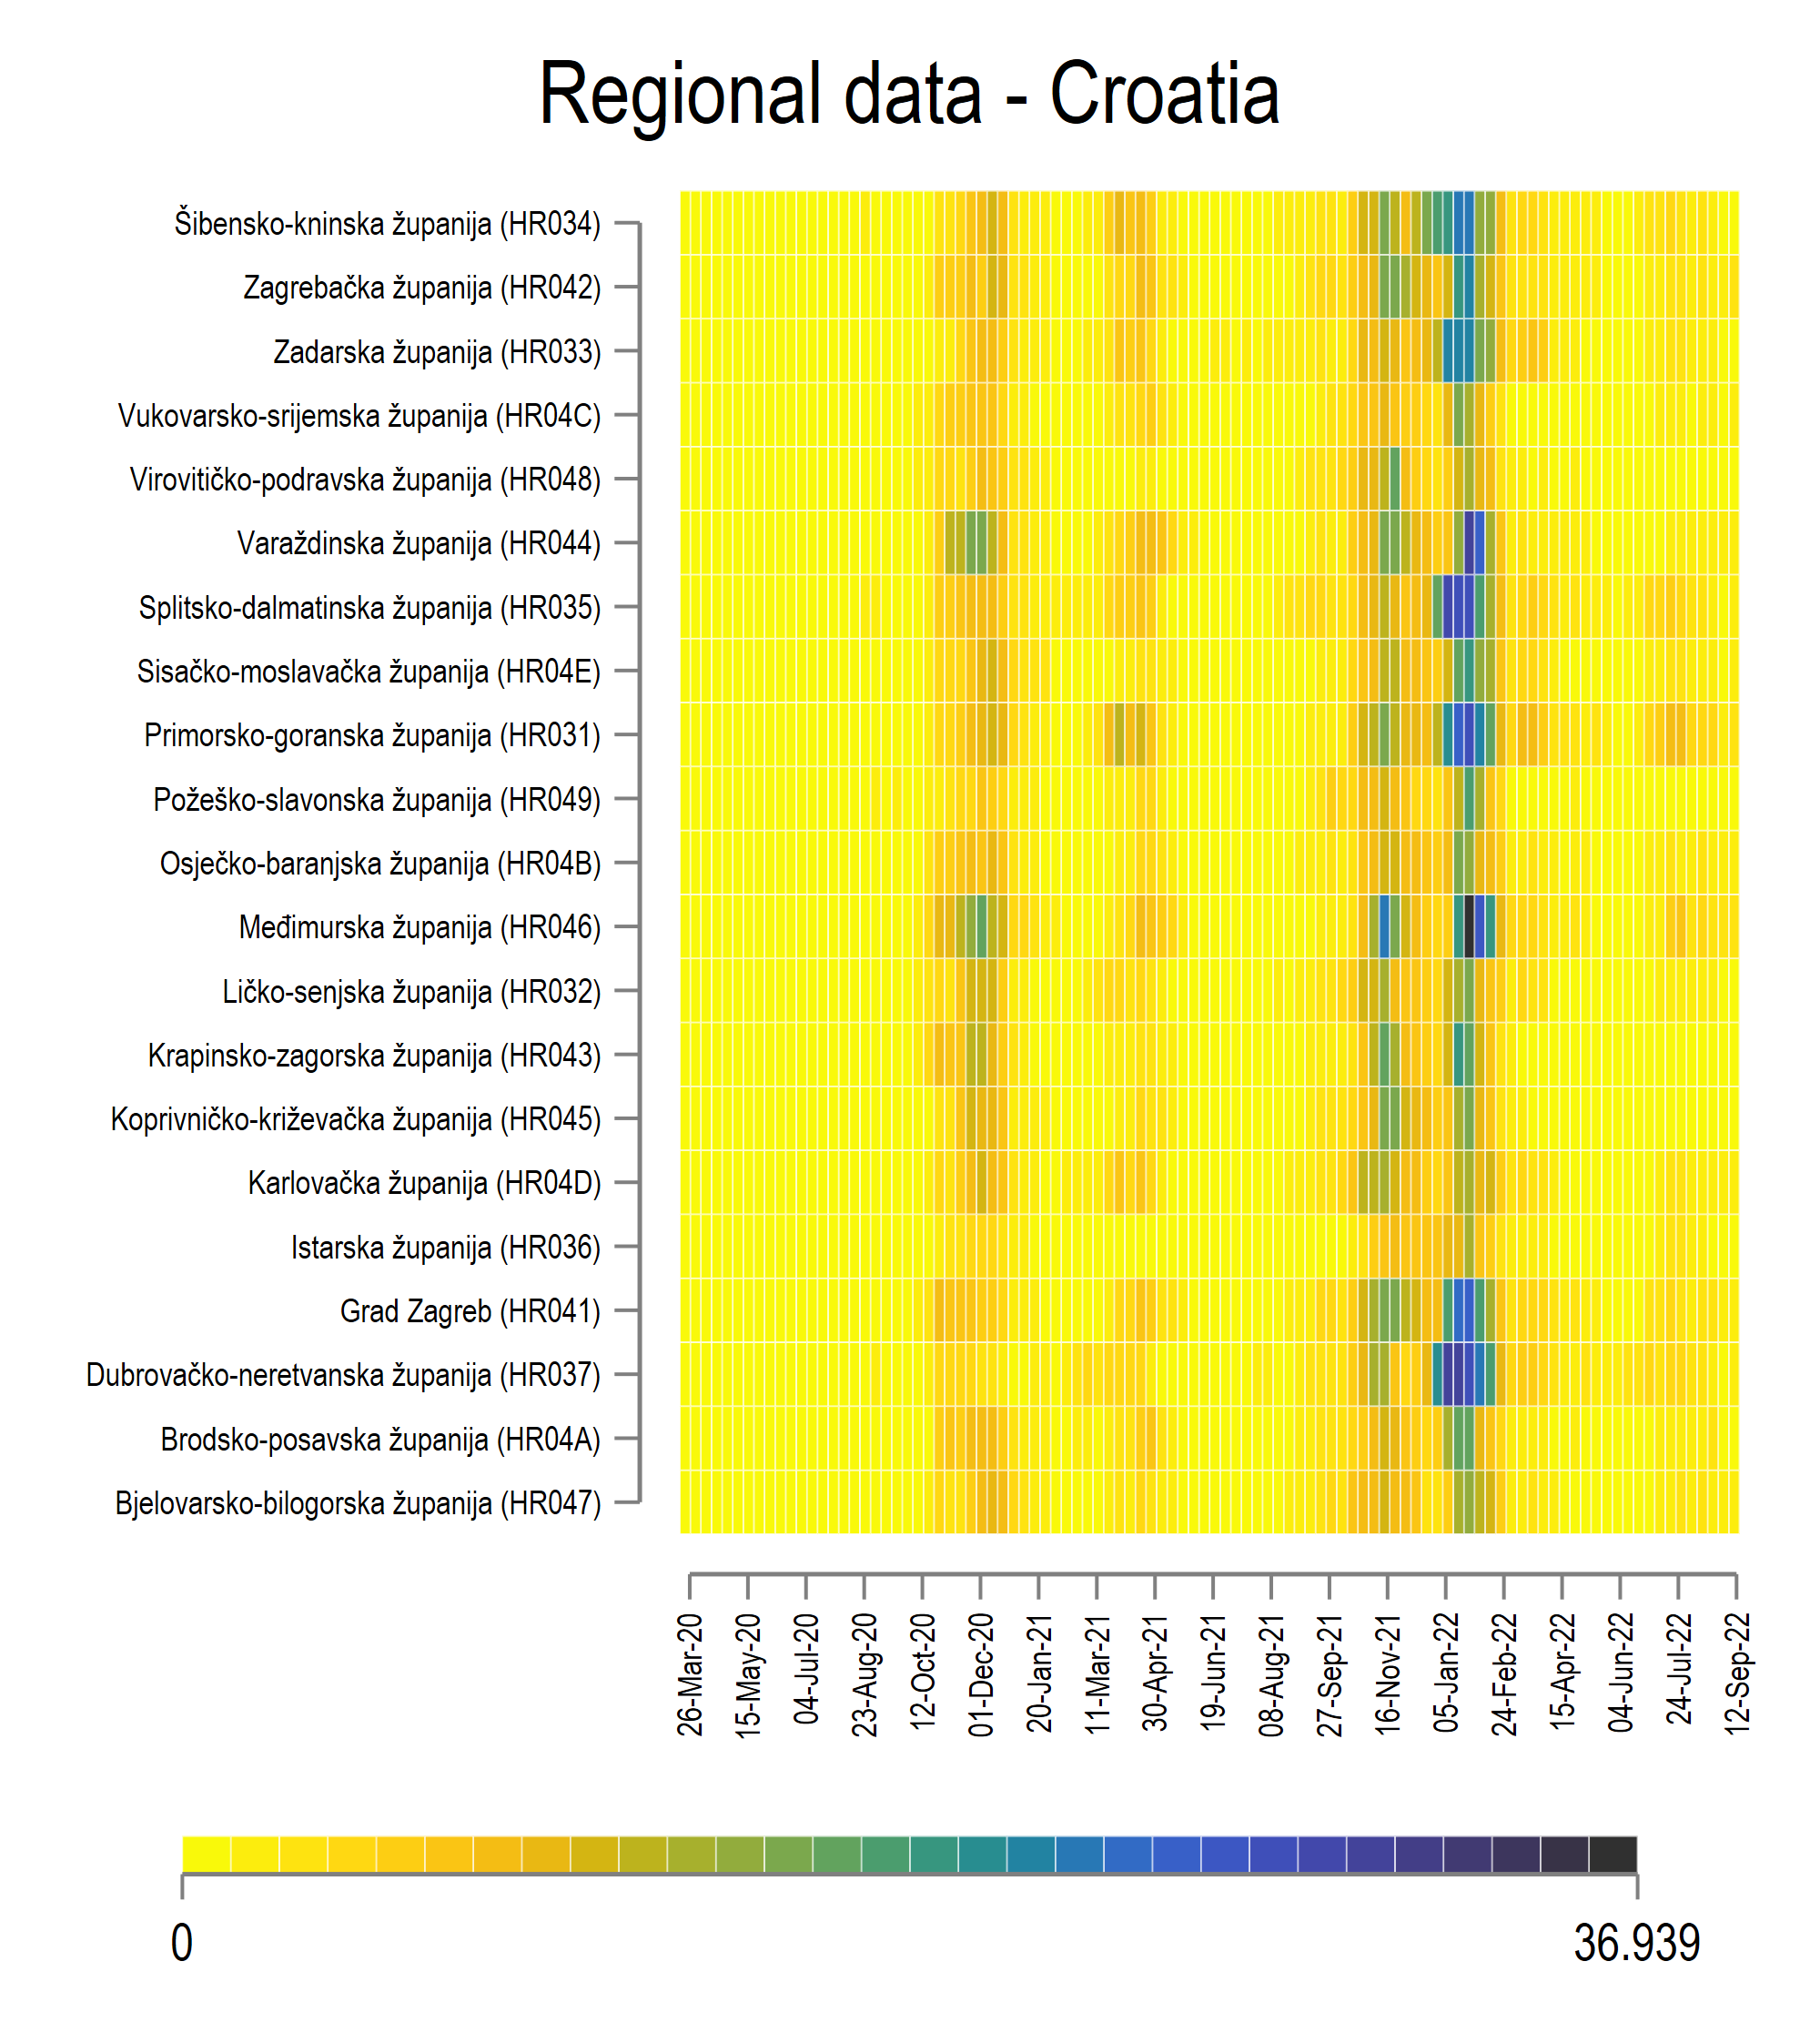 Regional data - Croatia
Šibensko-kninska županija (HR034)
Zagrebačka županija (HR042)
Zadarska županija (HR033)
Vukovarsko-srijemska županija (HR04C)
Virovitičko-podravska županija (HR048)
Varaždinska županija (HR044)
Splitsko-dalmatinska županija (HR035)
Sisačko-moslavačka županija (HR04E)
Primorsko-goranska županija (HR031)
Požeško-slavonska županija (HR049)
Osječko-baranjska županija (HR04B)
Međimurska županija (HR046)
Ličko-senjska županija (HR032)
Krapinsko-zagorska županija (HR043)
Koprivničko-križevačka županija (HR045)
Karlovačka županija (HR04D)
Istarska županija (HR036)
Grad Zagreb (HR041)
Dubrovačko-neretvanska županija (HR037)
Brodsko-posavska županija (HR04A)
Bjelovarsko-bilogorska županija (HR047)
26-Mar-20
15-May-20
04-Jul-20
23-Aug-20
12-Oct-20
01-Dec-20
20-Jan-21
11-Mar-21
30-Apr-21
19-Jun-21
08-Aug-21
27-Sep-21
16-Nov-21
05-Jan-22
24-Feb-22
15-Apr-22
04-Jun-22
24-Jul-22
12-Sep-22
0
36.939